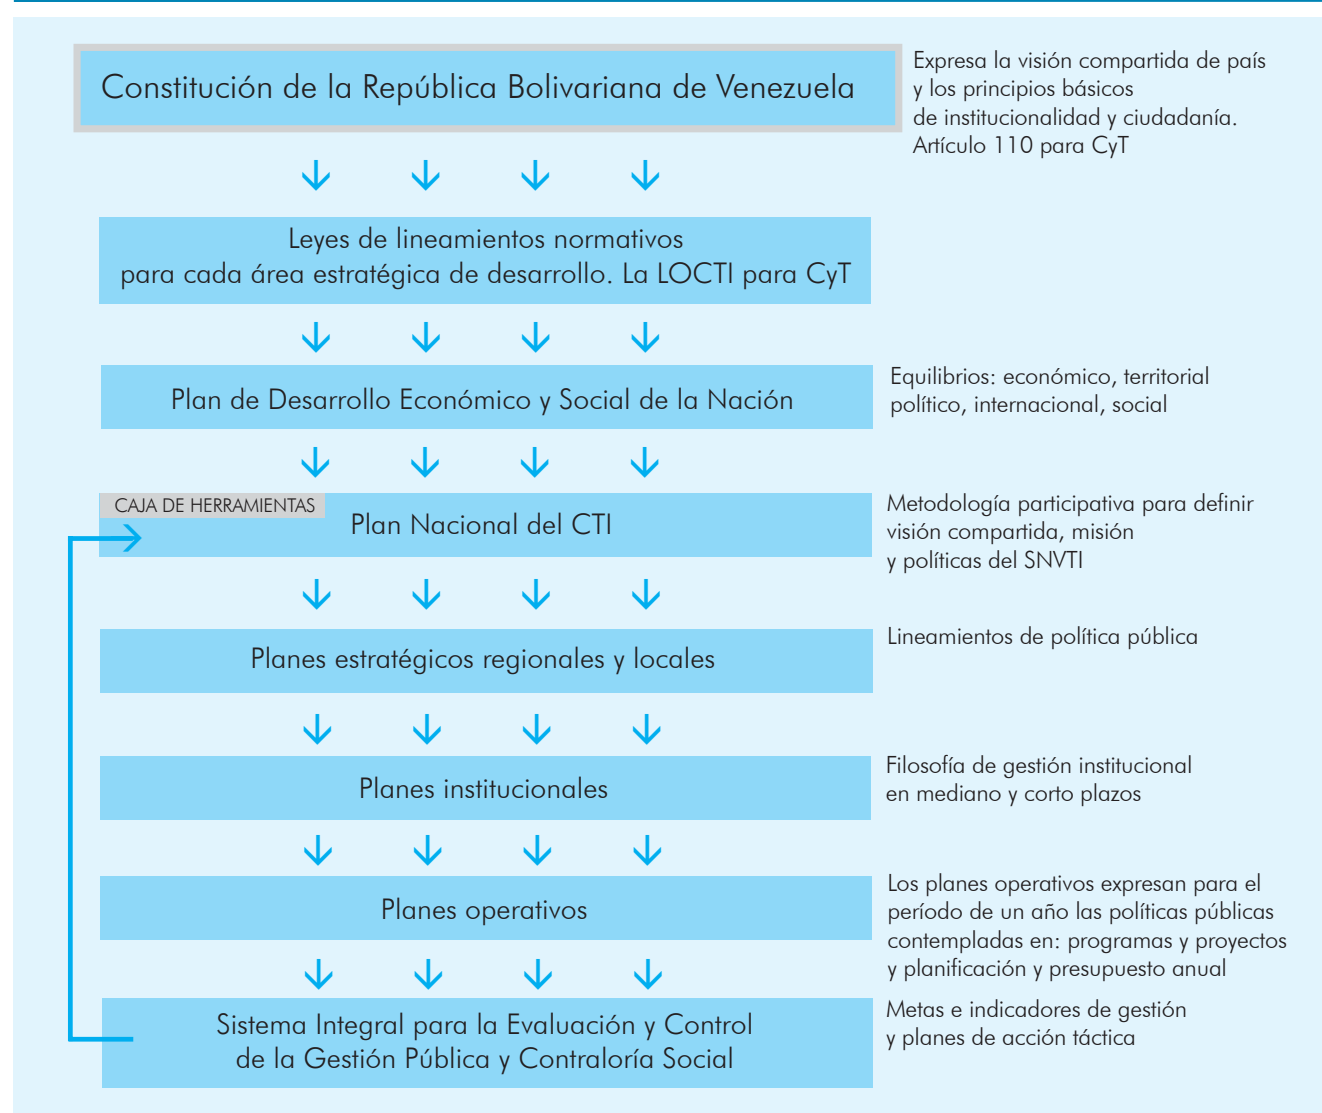 Constitución de la República Bolivariana de Venezuela
Expresa la visión compartida de país
y los principios básicos
de institucionalidad y ciudadanía.
Artículo 110 para CyT
Leyes de lineamientos normativos
para cada área estratégica de desarrollo. La LOCTI para CyT
Plan de Desarrollo Económico y Social de la Nación
Equilibrios: económico, territorial
político, internacional, social
CAJA DE HERRAMIENTAS
Plan Nacional del CTI
Metodología participativa para definir
visión compartida, misión
y políticas del SNVTI
Planes estratégicos regionales y locales
Lineamientos de política pública
Planes institucionales
Filosofía de gestión institucional
en mediano y corto plazos
Planes operativos
Los planes operativos expresan para el
período de un año las políticas públicas
contempladas en: programas y proyectos
y planificación y presupuesto anual
Sistema Integral para la Evaluación y Control
de la Gestión Pública y Contraloría Social
Metas e indicadores de gestión
y planes de acción táctica